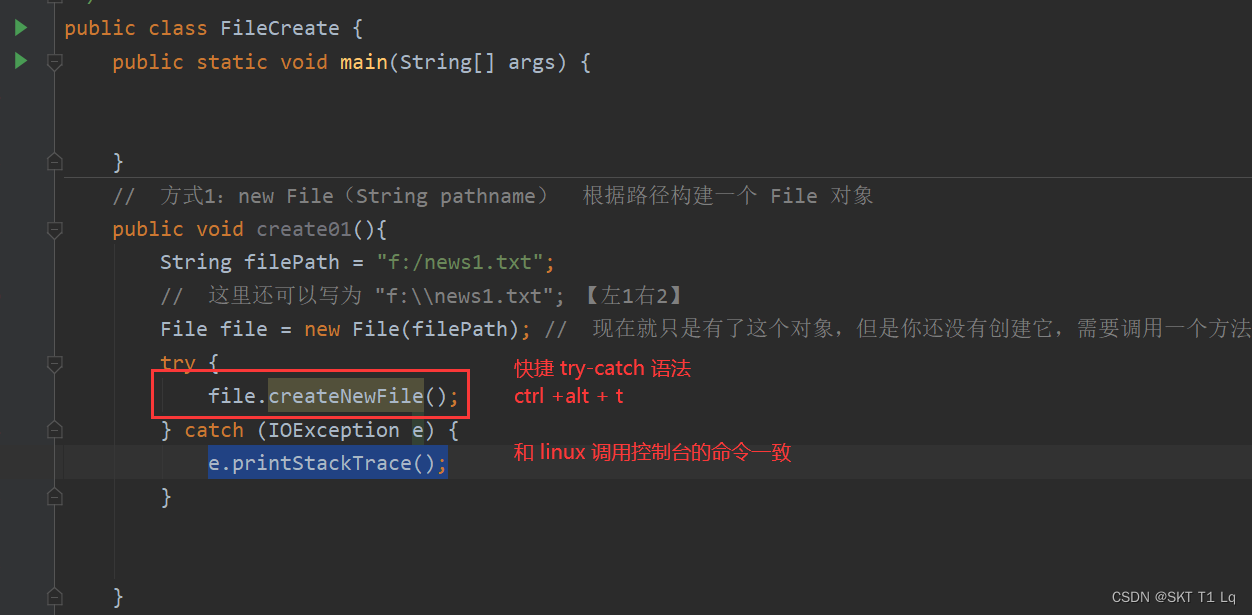 public class FileCreate {
public static void main(String[] args) {
}
// 方式1：new File（String pathname） 根据路径构建一个 File 对象
public void create01(){
String filePath = "f:/news1.txt";
// 这里还可以写为 "f:\\news1.txt"; 【左1右2】
File file = new File(filePath); // 现在就只是有了这个对象，但是你还没有创建它，需要调用一个方法
try {
快捷 try-catch 语法
file.createNewFile();
ctrl +alt + t
} catch (IOException e) {
和 linux 调用控制台的命令一致
e.printStackTrace();
}
}
CSDN @SKT T1 Lq